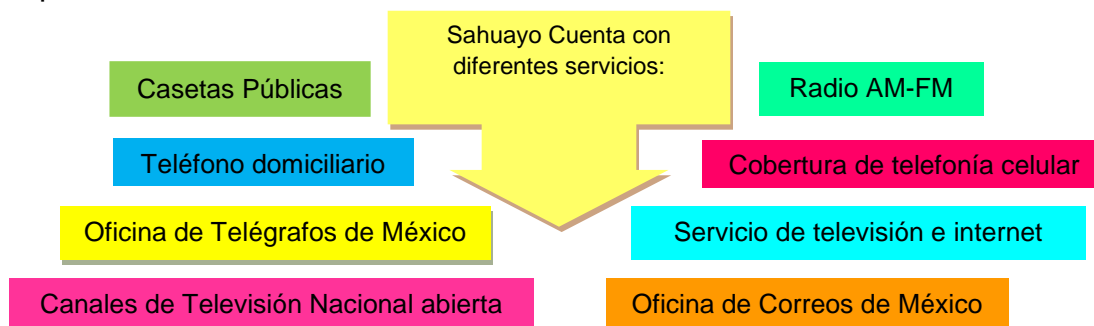 Sahuayo Cuenta con
diferentes servicios:
Casetas Públicas
Radio AM-FM
Teléfono domiciliario
Cobertura de telefonía celular
Oficina de Telégrafos de México
Servicio de televisión e internet
Canales de Televisión Nacional abierta
Oficina de Correos de México